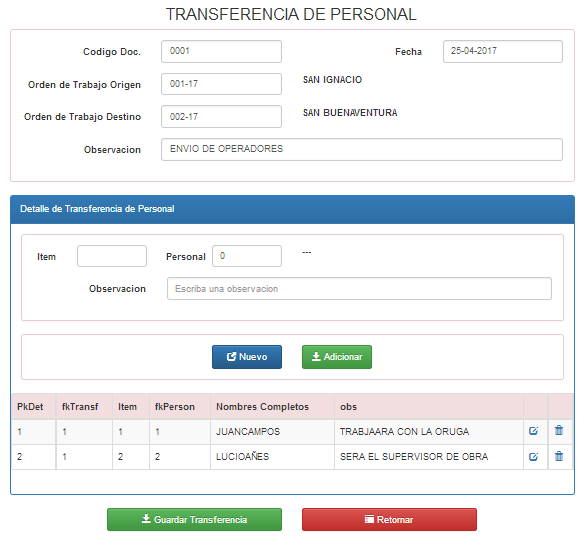 TRANSFERENCIA DE PERSONAL
Codigo Doc. 0001 Fecha 25-04-2017
Orden de Trabajo Origen 001-17 SAN IGNACIO
Orden de Trabajo Destino 002-17 SAN BUENAVENTURA
Observacion ENVIO DE OPERADORES
Detalle de Transferencia de Personal
Item Personal 0 ---
Observacion Escriba una observacion
Nuevo Adicionar
PkDet fkTransf Item fkPerson Nombres Completos obs
1 1 1 1 JUANCAMPOS TRABJAARA CON LA ORUGA
2 1 2 2 LUCIOAÑES SERA EL SUPERVISOR DE OBRA
Guardar Transferencia Retornar